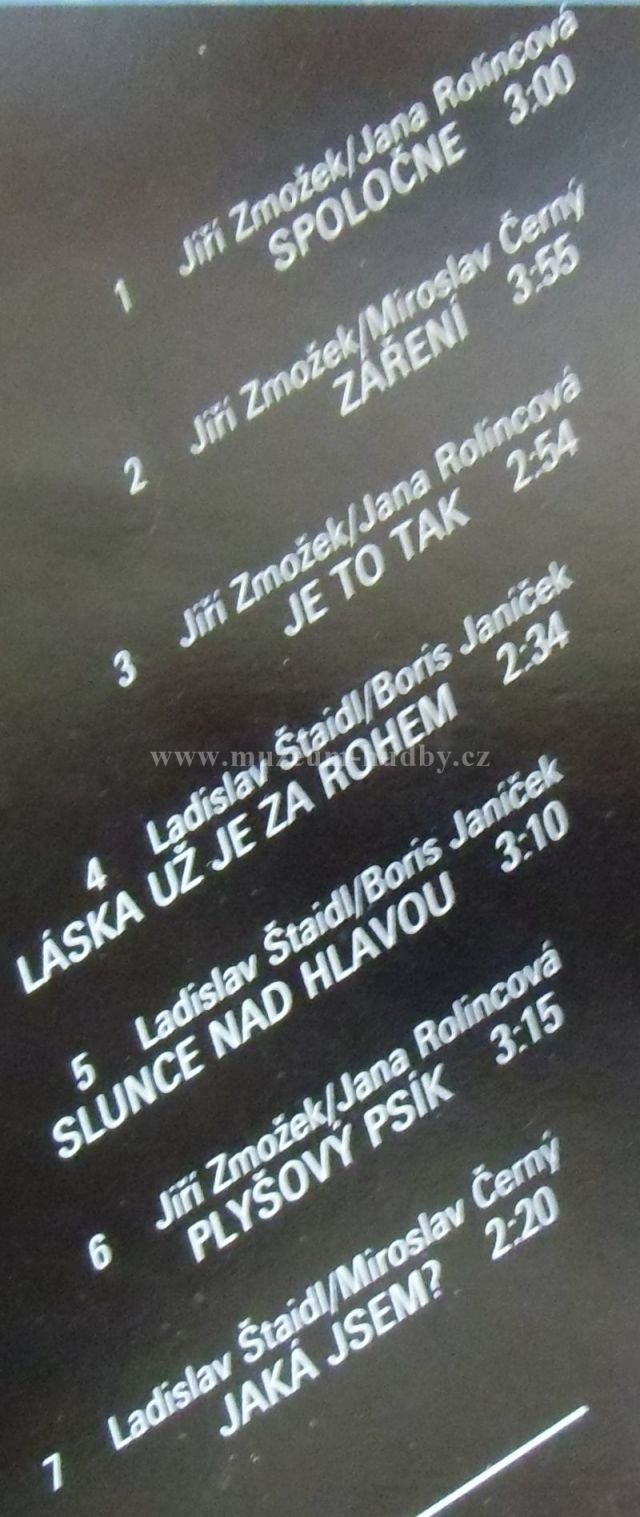 1 Jiří Zmožek/Jana Rolincová
SPOLOČNE 3:00
2 Jiří Zmožek/Miroslav Černý
ZÁŘENÍ 3:55
3 Jiří Zmožek/Jana Rolincová
JE TO TAK 2:54
4 Ladislav Štaidl/Boris Janíček
LÁSKA UŽ JE ZA ROHEM 2:34
www.muzeum-hudby.cz
5 Ladislav Štaidl/Boris Janíček
SLUNCE NAD HLAVOU 3:10
6 Jiří Zmožek/Jana Rolincová
PLYŠOVÝ PSÍK 3:15
7 Ladislav Štaidl/Miroslav Černý
JAKÁ JSEM? 2:20